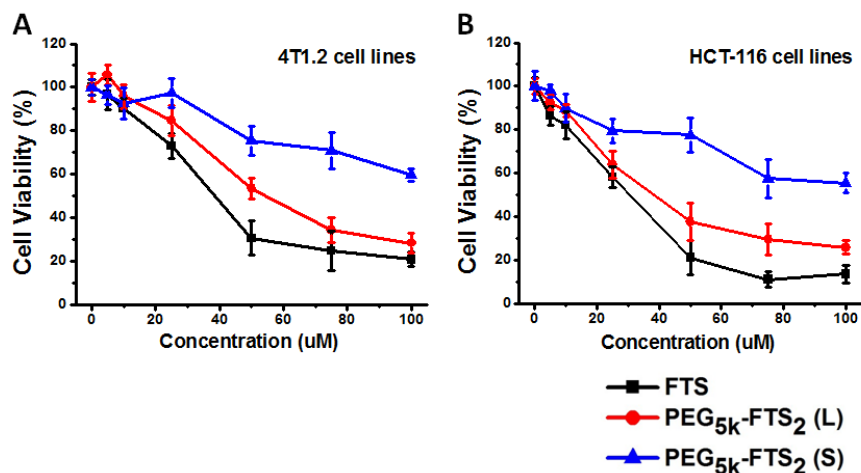 A
4T1.2 cell lines
120
100
80
60
40
20
0
0 20 40 60 80 100
Cell Viability (%)
Concentration (uM)
B
HCT-116 cell lines
120
100
80
60
40
20
0
0 20 40 60 80 100
Cell Viability (%)
Concentration (uM)
FTS
PEG5k-FTS2 (L)
PEG5k-FTS2 (S)